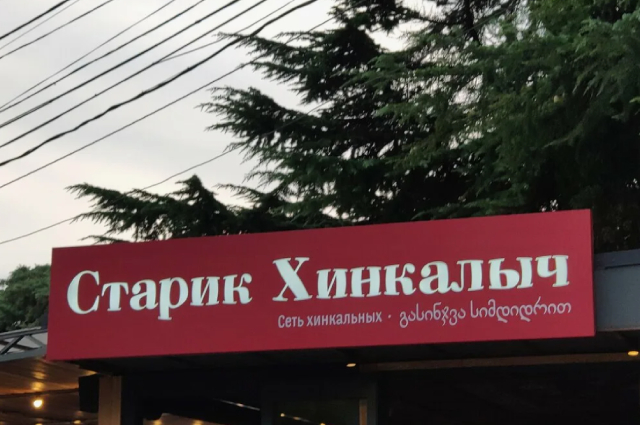 Старик Хинкалыч
Сеть хинкальных · გასინჯვა სიმდიდრით